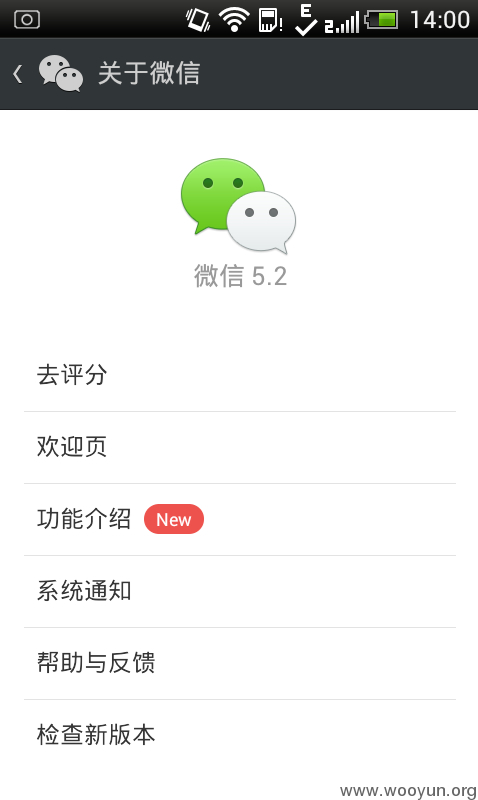 E
2
14:00
关于微信
微信 5.2
去评分
欢迎页
功能介绍 New
系统通知
帮助与反馈
检查新版本
www.wooyun.org